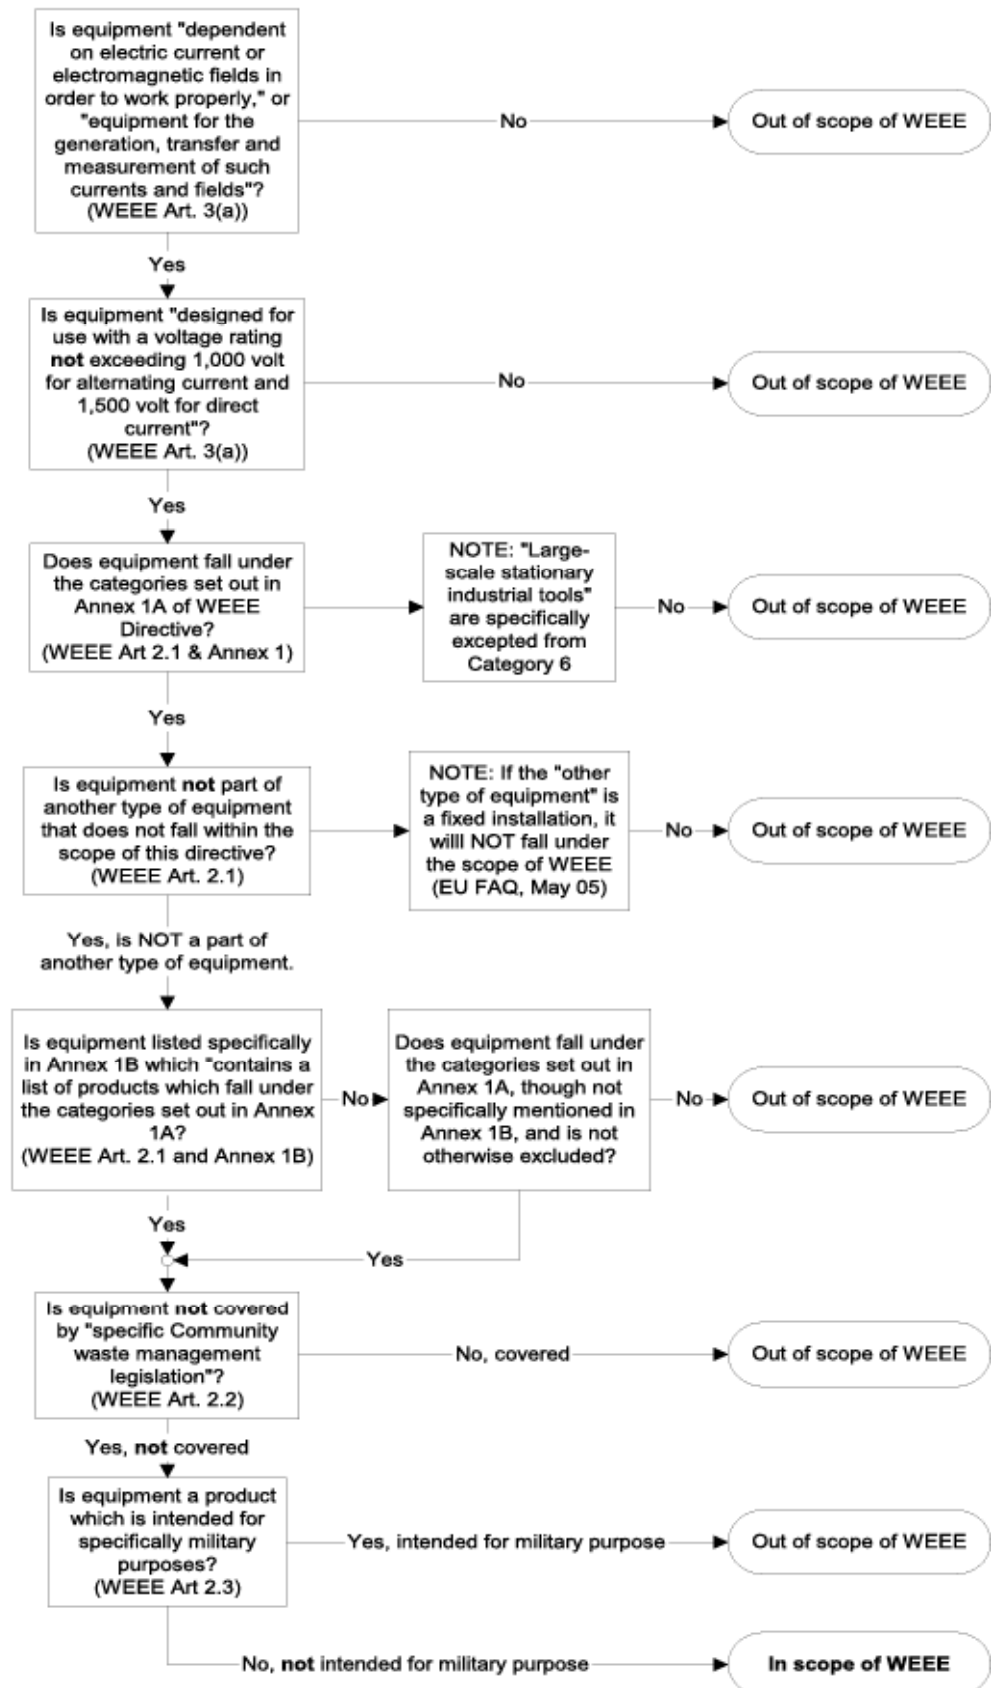 Is equipment "dependent
on electric current or
electromagnetic fields in
order to work properly," or
"equipment for the
generation, transfer and
measurement of such
currents and fields"?
(WEEE Art. 3(a))
No
Out of scope of WEEE
Yes
Is equipment "designed for
use with a voltage rating
not exceeding 1,000 volt
for alternating current and
1,500 volt for direct
current"?
(WEEE Art. 3(a))
No
Out of scope of WEEE
Yes
Does equipment fall under
the categories set out in
Annex 1A of WEEE
Directive?
(WEEE Art 2.1 & Annex 1)
NOTE: "Large-
scale stationary
industrial tools"
are specifically
excepted from
Category 6
No
Out of scope of WEEE
Yes
Is equipment not part of
another type of equipment
that does not fall within the
scope of this directive?
(WEEE Art. 2.1)
NOTE: If the "other
type of equipment" is
a fixed installation, it
willl NOT fall under
the scope of WEEE
(EU FAQ, May 05)
No
Out of scope of WEEE
Yes, is NOT a part of
another type of equipment.
Is equipment listed specifically
in Annex 1B which "contains a
list of products which fall under
the categories set out in Annex
1A?
(WEEE Art. 2.1 and Annex 1B)
No
Does equipment fall under
the categories set out in
Annex 1A, though not
specifically mentioned in
Annex 1B, and is not
otherwise excluded?
No
Out of scope of WEEE
Yes
Yes
Is equipment not covered
by "specific Community
waste management
legislation"?
(WEEE Art. 2.2)
No, covered
Out of scope of WEEE
Yes, not covered
Is equipment a product
which is intended for
specifically military
purposes?
(WEEE Art 2.3)
Yes, intended for military purpose
Out of scope of WEEE
No, not intended for military purpose
In scope of WEEE